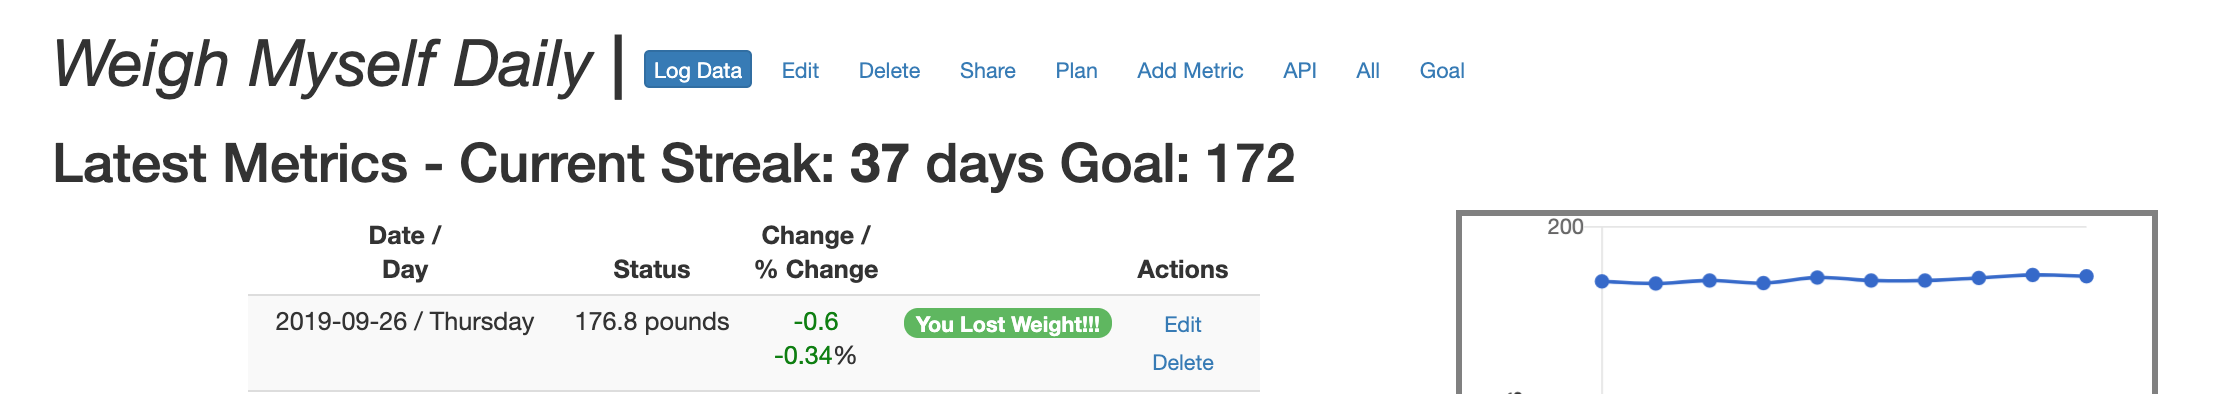 Weigh Myself Daily | Log Data Edit Delete Share Plan Add Metric API All Goal
Latest Metrics - Current Streak: 37 days Goal: 172
Date / Day Status Change / % Change Actions
2019-09-26 / Thursday 176.8 pounds -0.6 You Lost Weight!!! Edit
-0.34% Delete
200